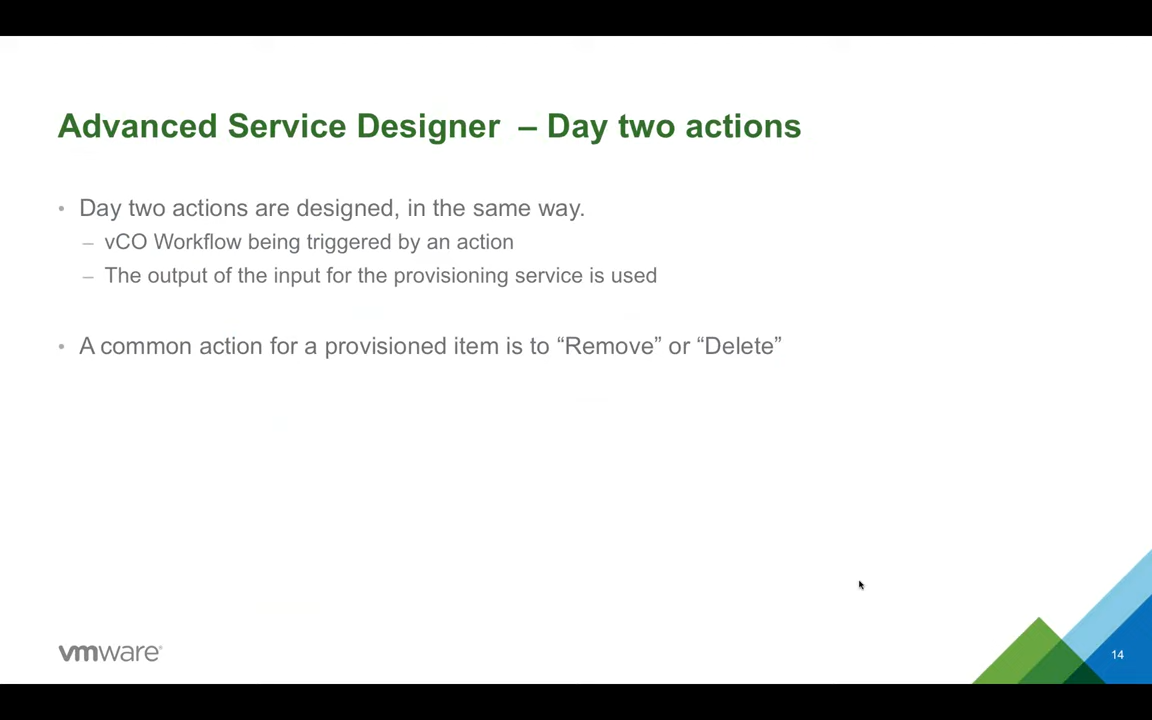 Advanced Service Designer – Day two actions
• Day two actions are designed, in the same way.
– vCO Workflow being triggered by an action
– The output of the input for the provisioning service is used
• A common action for a provisioned item is to “Remove” or “Delete”
vmware®
14